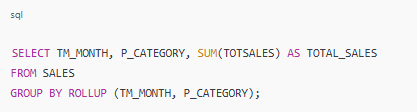 sql
SELECT TM_MONTH, P_CATEGORY, SUM(TOTSALES) AS TOTAL_SALES
FROM SALES
GROUP BY ROLLUP (TM_MONTH, P_CATEGORY);